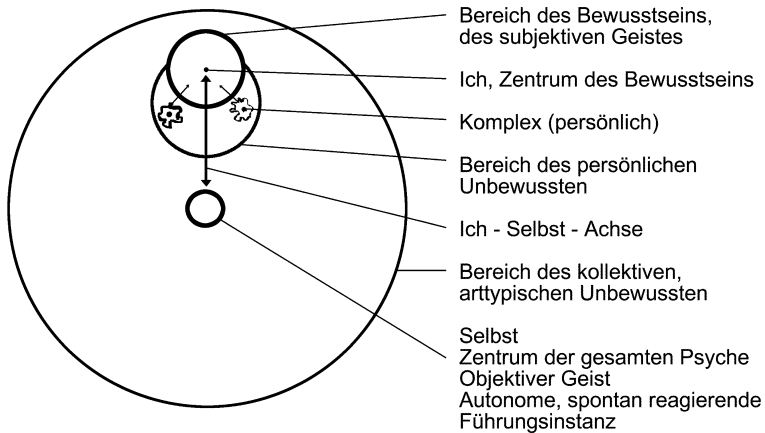 Bereich des Bewusstseins,
des subjektiven Geistes
Ich, Zentrum des Bewusstseins
Komplex (persönlich)
Bereich des persönlichen
Unbewussten
Ich - Selbst - Achse
Bereich des kollektiven,
arttypischen Unbewussten
Selbst
Zentrum der gesamten Psyche
Objektiver Geist
Autonome, spontan reagierende
Führungsinstanz